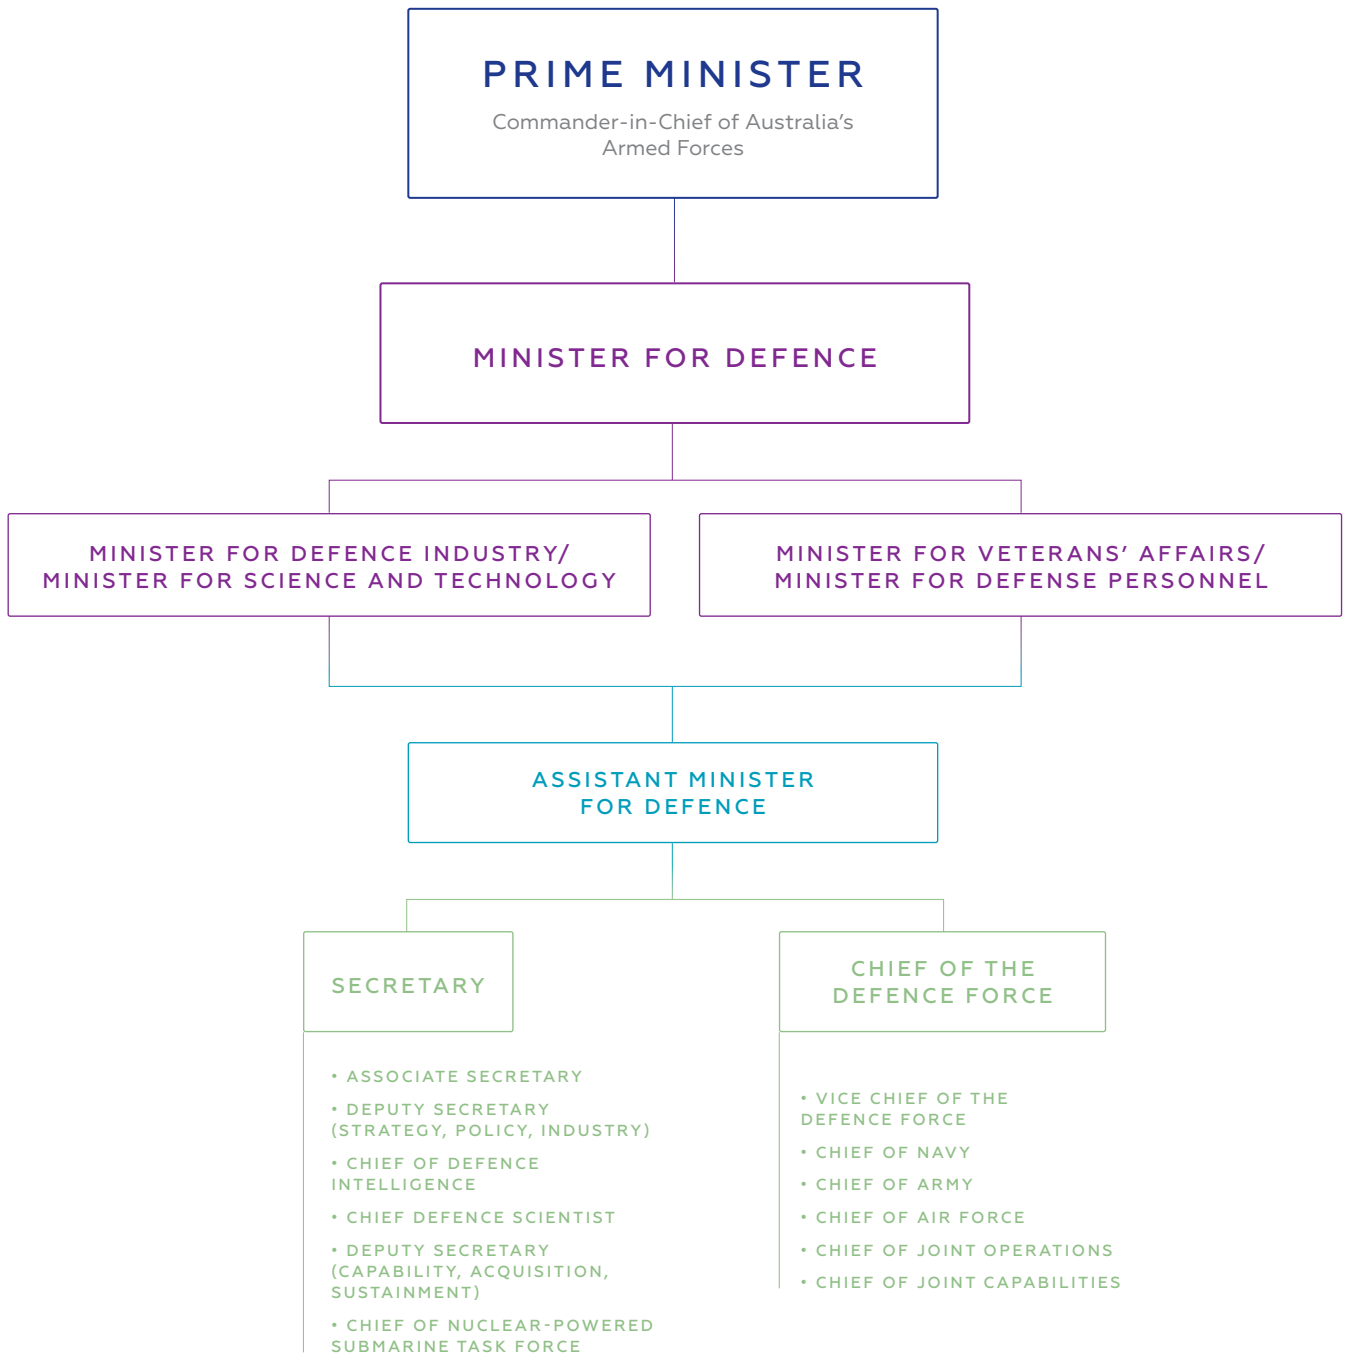 PRIME MINISTER
Commander-in-Chief of Australia’s
Armed Forces
MINISTER FOR DEFENCE
MINISTER FOR DEFENCE INDUSTRY/
MINISTER FOR SCIENCE AND TECHNOLOGY
MINISTER FOR VETERANS’ AFFAIRS/
MINISTER FOR DEFENSE PERSONNEL
ASSISTANT MINISTER
FOR DEFENCE
SECRETARY
• ASSOCIATE SECRETARY
• DEPUTY SECRETARY
(STRATEGY, POLICY, INDUSTRY)
• CHIEF OF DEFENCE
INTELLIGENCE
• CHIEF DEFENCE SCIENTIST
• DEPUTY SECRETARY
(CAPABILITY, ACQUISITION,
SUSTAINMENT)
• CHIEF OF NUCLEAR-POWERED
SUBMARINE TASK FORCE
CHIEF OF THE
DEFENCE FORCE
• VICE CHIEF OF THE
DEFENCE FORCE
• CHIEF OF NAVY
• CHIEF OF ARMY
• CHIEF OF AIR FORCE
• CHIEF OF JOINT OPERATIONS
• CHIEF OF JOINT CAPABILITIES